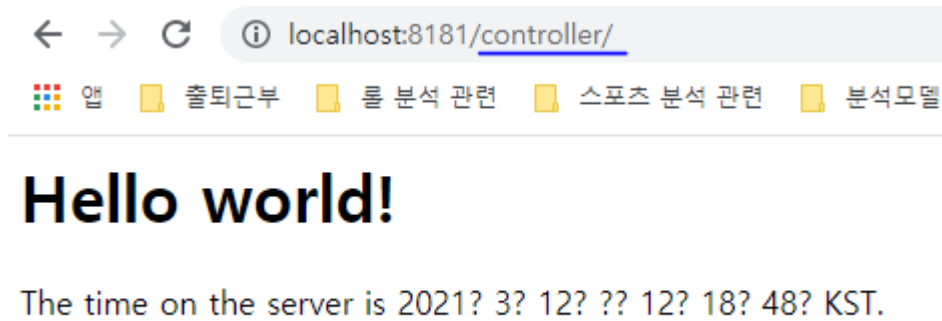 localhost:8181/controller/
앱 출퇴근부 롤 분석 관련 스포츠 분석 관련 분석모델
Hello world!
The time on the server is 2021? 3? 12? ?? 12? 18? 48? KST.